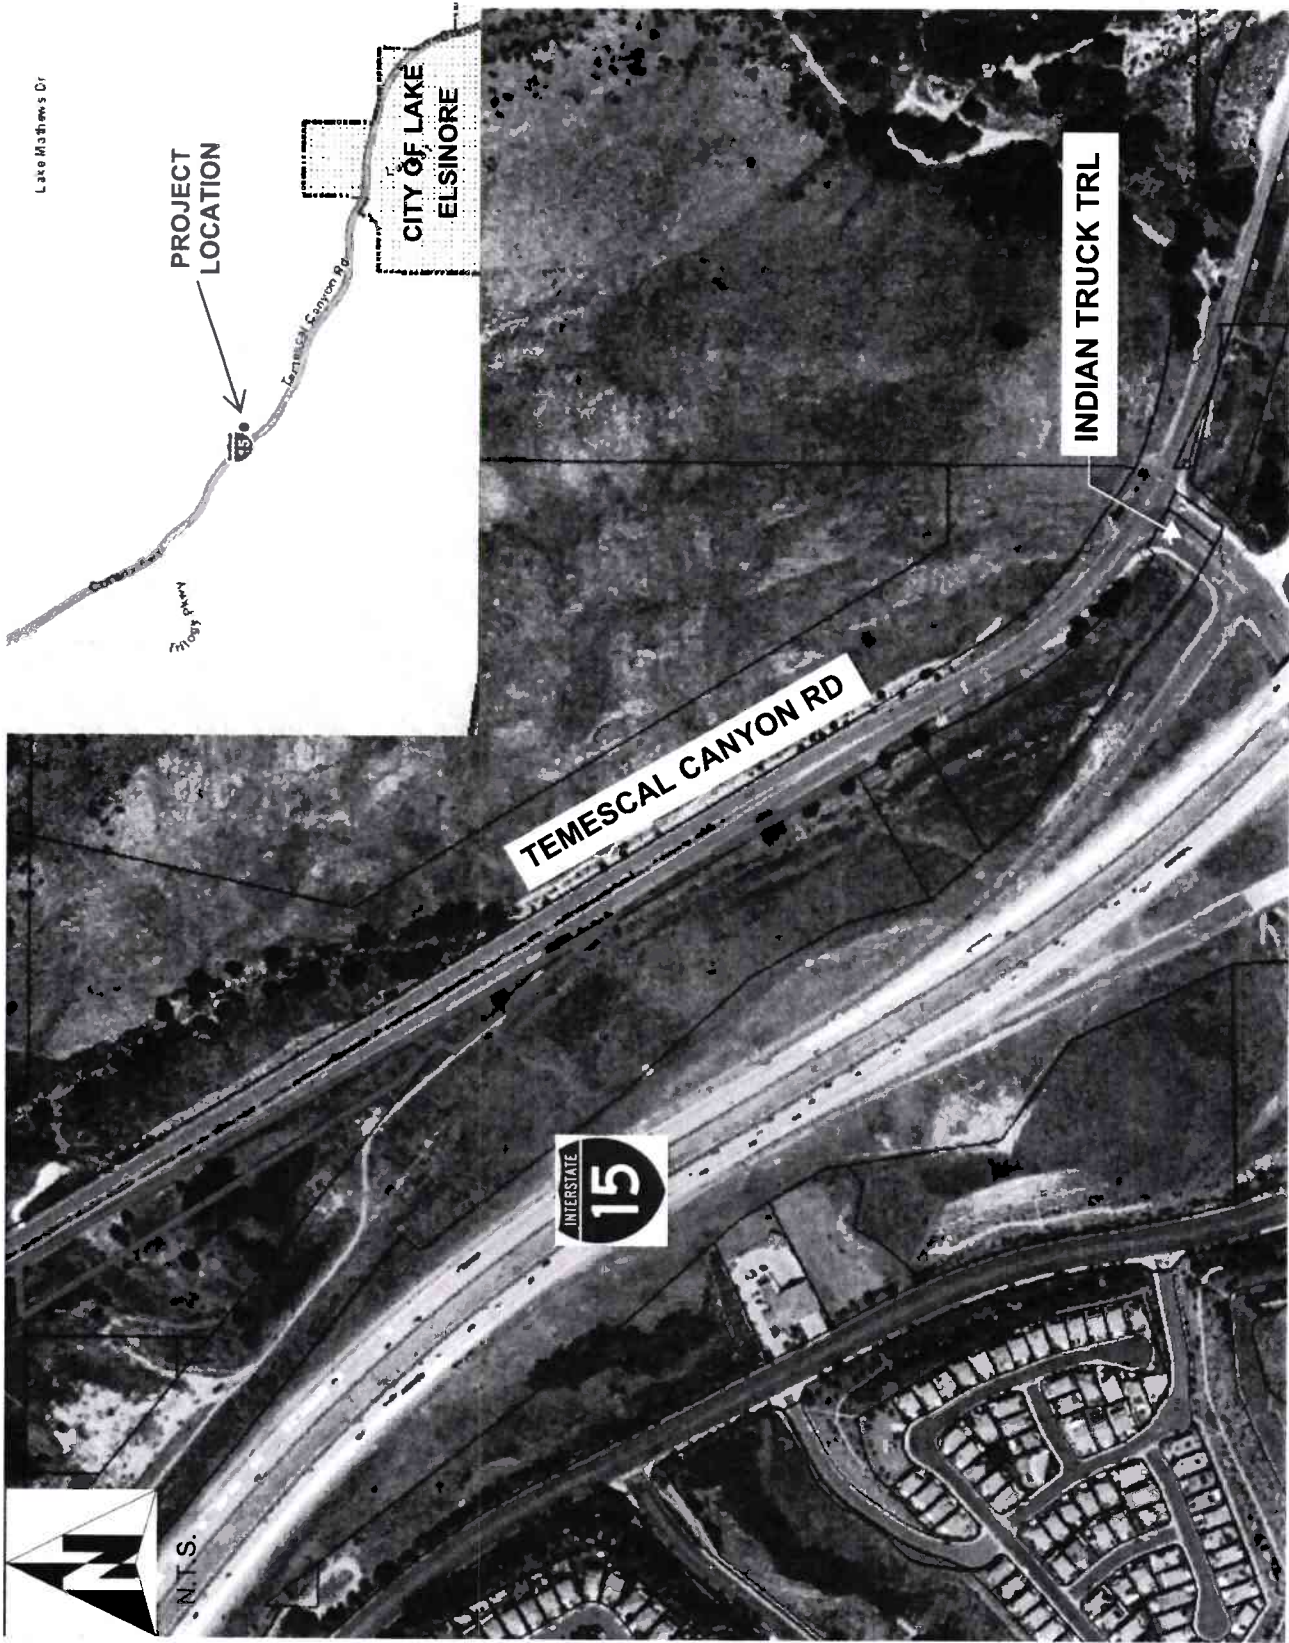 Lake Mathews Dr
PROJECT
LOCATION
CITY OF LAKE
ELSINORE
Temescal Canyon Rd
15
Trilogy Pkwy
INDIAN TRUCK TRL
TEMESCAL CANYON RD
INTERSTATE
15
N
N.T.S.